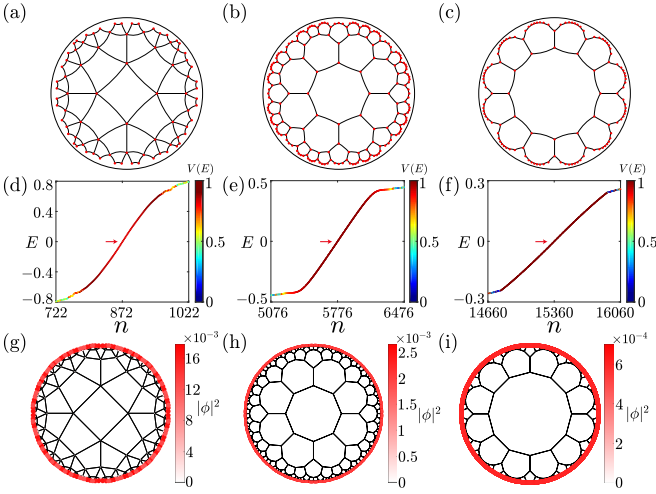 (a)
(b)
(c)
(d)
V(E)
(e)
V(E)
(f)
V(E)
0.8
0.4
E 0
−0.4
−0.8
722 872 1022
n
1
0.5
0
0.5
E 0
−0.5
5076 5776 6476
n
1
0.5
0
0.3
E 0
−0.3
14660 15360 16060
n
1
0.5
0
(g)
×10⁻³
16
12
8
4
0
|ϕ|²
(h)
×10⁻³
2.5
2
1.5
1
0.5
0
|ϕ|²
(i)
×10⁻⁴
6
4
2
0
|ϕ|²